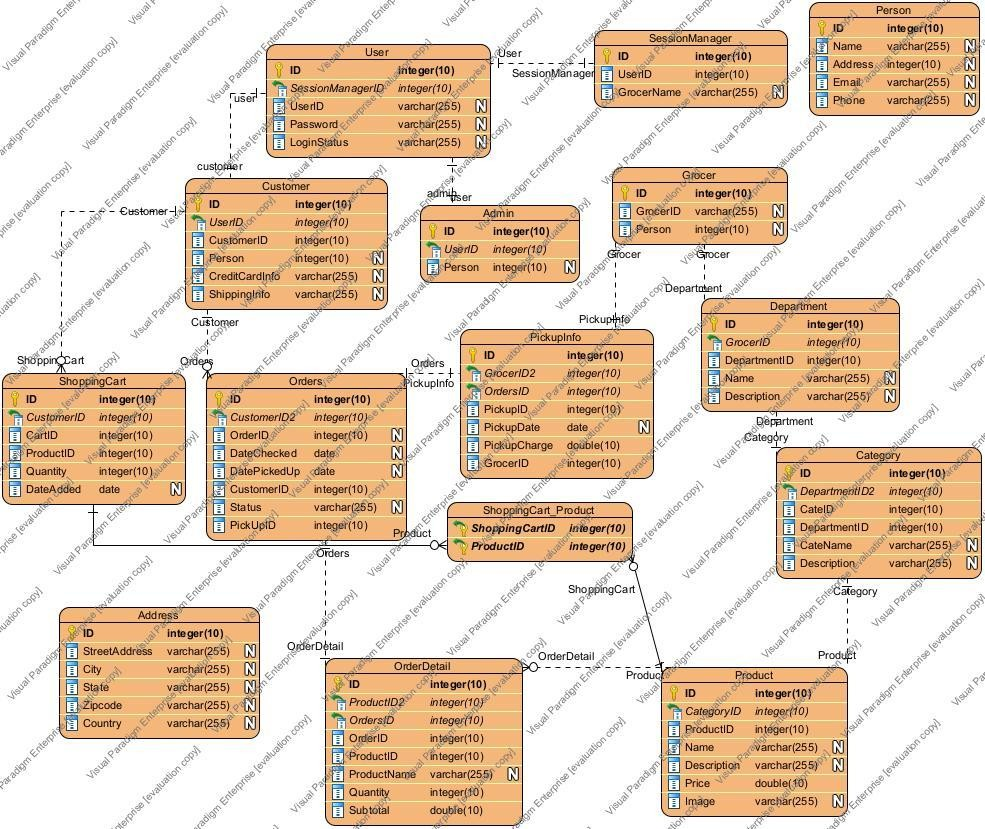 Person
ID integer(10)
Name varchar(255) N
Address integer(10) N
Email varchar(255) N
Phone varchar(255) N
SessionManager
ID integer(10)
UserID integer(10)
GrocerName varchar(255) N
User
ID integer(10)
SessionManagerID integer(10)
UserID varchar(255) N
Password varchar(255) N
LoginStatus varchar(255) N
User
SessionManager
user
customer
admin
user
Customer
ID integer(10)
UserID integer(10)
CustomerID integer(10)
Person integer(10) N
CreditCardInfo varchar(255) N
ShippingInfo varchar(255) N
Admin
ID integer(10)
UserID integer(10)
Person integer(10) N
Grocer
ID integer(10)
GrocerID varchar(255) N
Person integer(10) N
Customer
Customer
Grocer
Grocer
Department
PickupInfo
Department
ID integer(10)
GrocerID integer(10)
DepartmentID integer(10)
Name varchar(255) N
Description varchar(255) N
PickupInfo
ID integer(10)
GrocerID2 integer(10)
OrdersID integer(10)
PickupID integer(10)
PickupDate date N
PickupCharge double(10)
GrocerID integer(10)
ShoppingCart
Orders
Orders
PickupInfo
ShoppingCart
ID integer(10)
CustomerID integer(10)
CartID integer(10)
ProductID integer(10)
Quantity integer(10)
DateAdded date N
Orders
ID integer(10)
CustomerID2 integer(10)
OrderID integer(10) N
DateChecked date N
DatePickedUp date N
CustomerID integer(10)
Status varchar(255) N
PickUpID integer(10)
Department
Category
Category
ID integer(10)
DepartmentID2 integer(10)
CateID integer(10)
DepartmentID integer(10)
CateName varchar(255) N
Description varchar(255) N
ShoppingCart_Product
ShoppingCartID integer(10)
ProductID integer(10)
Product
Orders
ShoppingCart
Category
Address
ID integer(10)
StreetAddress varchar(255) N
City varchar(255) N
State varchar(255) N
Zipcode varchar(255) N
Country varchar(255) N
OrderDetail
OrderDetail
Product
Product
OrderDetail
ID integer(10)
ProductID2 integer(10)
OrdersID integer(10)
OrderID integer(10)
ProductID integer(10)
ProductName varchar(255) N
Quantity integer(10)
Subtotal double(10)
Product
ID integer(10)
CategoryID integer(10)
ProductID integer(10)
Name varchar(255) N
Description varchar(255) N
Price double(10)
Image varchar(255) N
Visual Paradigm Enterprise [evaluation copy]